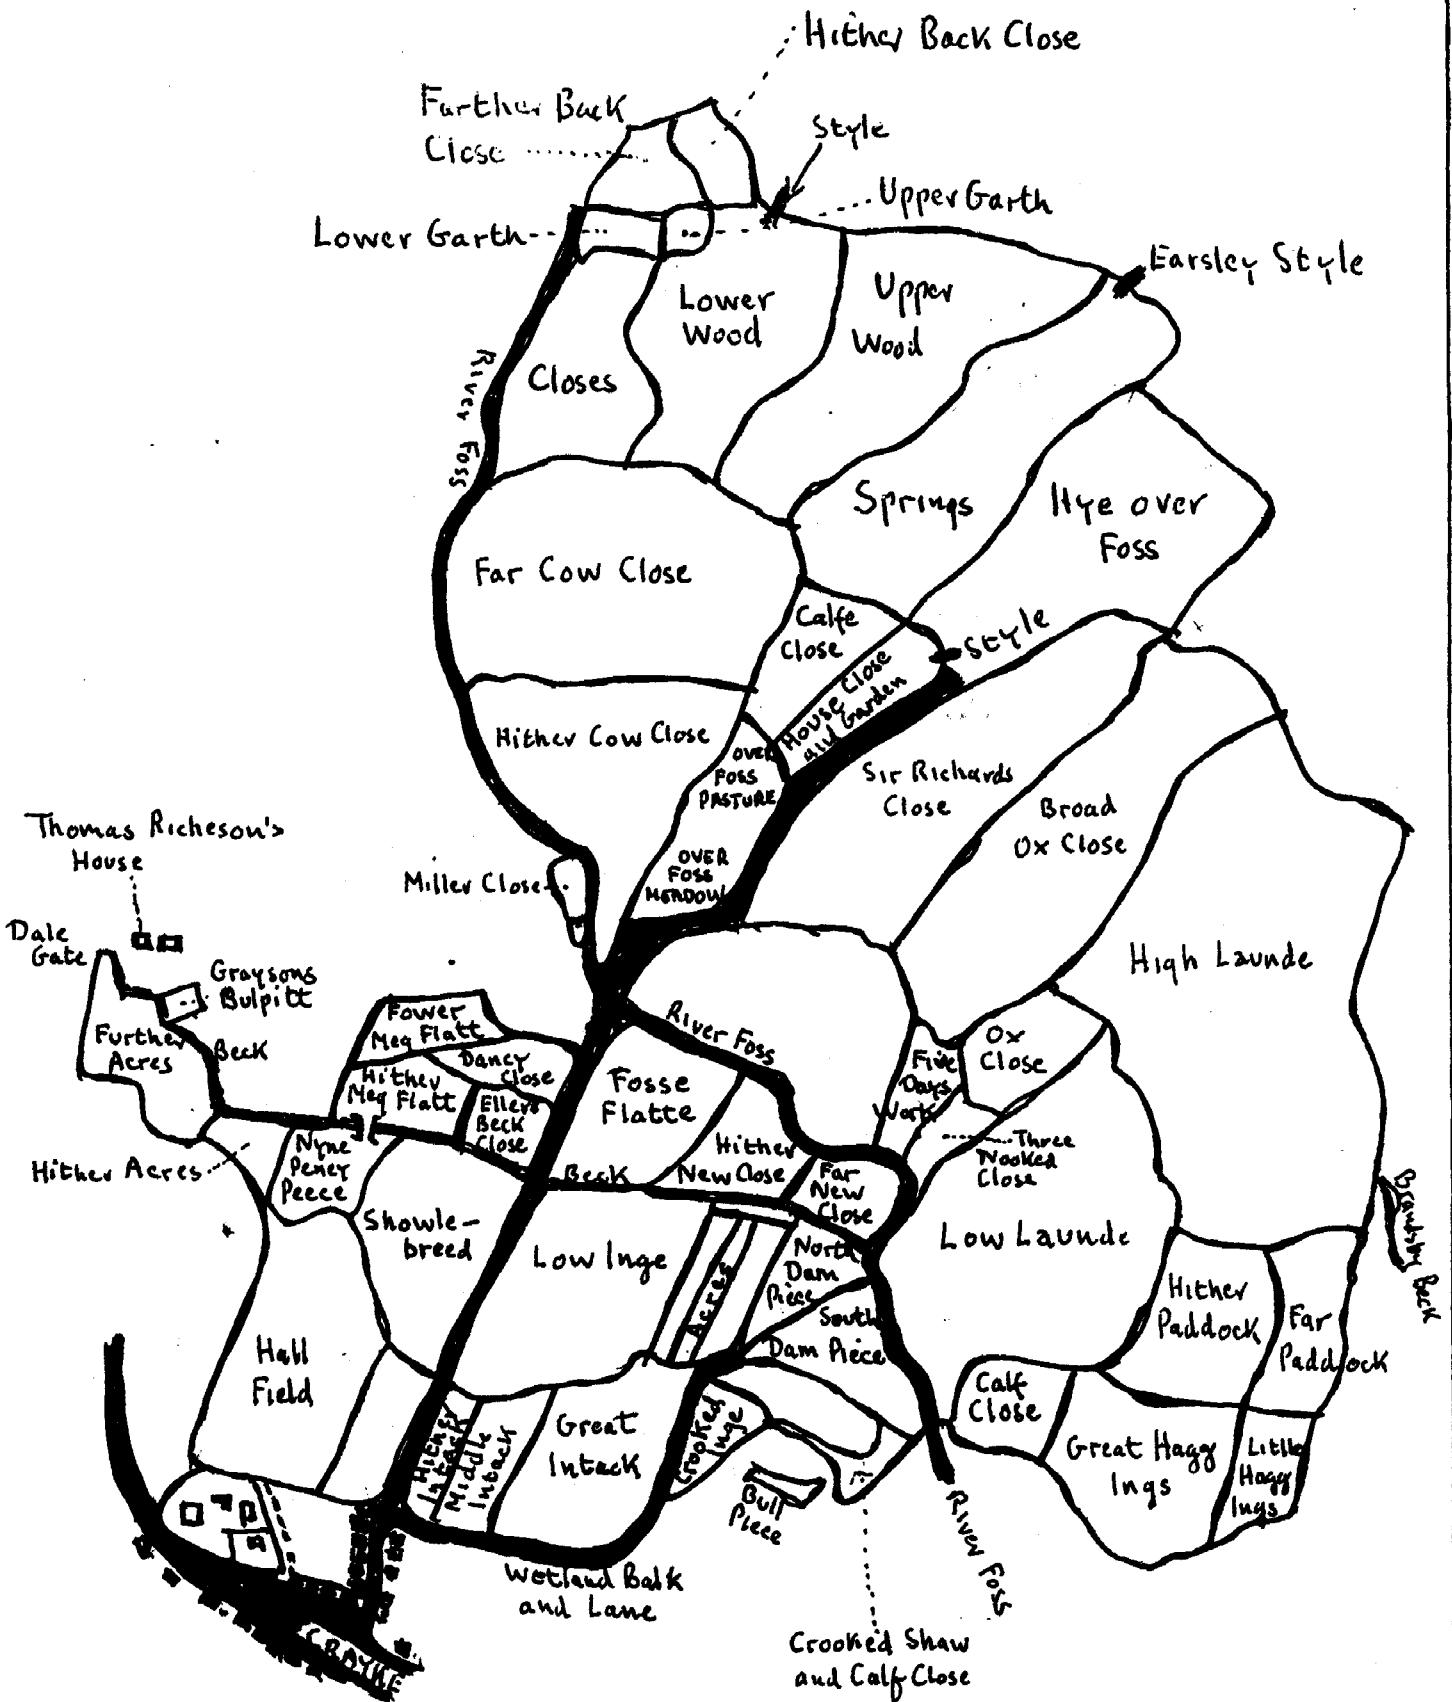 Hither Back Close
Further Back
Close
Style
Upper Garth
Lower Garth
Earsley Style
Lower
Wood
Upper
Wood
Closes
River Foss
Springs
Hye over
Foss
Far Cow Close
Calfe
Close
Style
House Close
and Garden
Hither Cow Close
OVER
FOSS
PASTURE
Sir Richards
Close
Broad
Ox Close
Thomas Richeson's
House
Miller Close
OVER
FOSS
MEADOW
Dale
Gate
Graysons
Bulpitt
High Launde
Fower
Meg Flatt
River Foss
Further
Acres
Beck
Dancy
Close
Ox
Close
Hither
Meg Flatt
Fosse
Flatte
Five
Days
Work
Ellers
Beck
Close
Nyne
Peney
Peece
Hither
New Close
Three
Nooked
Close
Hither Acres
Beck
Far
New
Close
Brandsby Beck
Showle-
breed
Low Inge
Acres
North
Dam
Piece
Low Launde
Hither
Paddock
Far
Paddock
South
Dam Piece
Hall
Field
Calf
Close
Hither
Intack
Middle
Intack
Great
Intack
Crooked
Inge
Great Hagg
Ings
Little
Hagg
Ings
Bull
Piece
River Foss
Wetland Balk
and Lane
CRAYKE
Crooked Shaw
and Calf Close